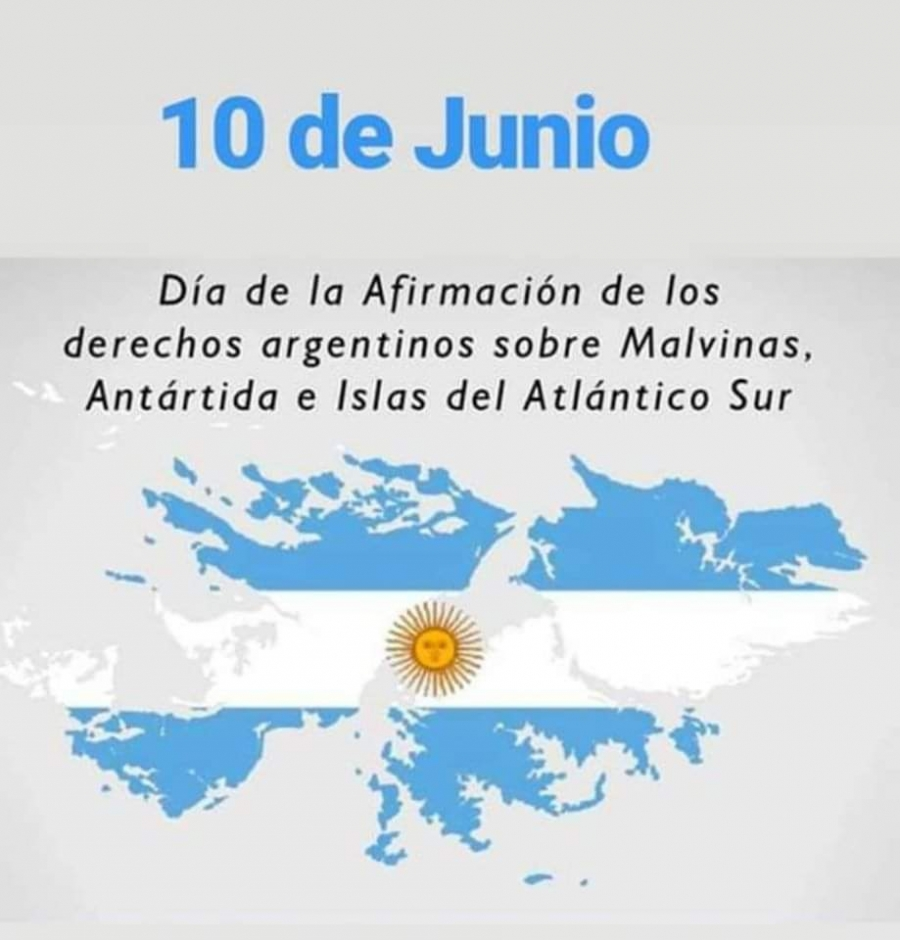 10 de Junio
Día de la Afirmación de los
derechos argentinos sobre Malvinas,
Antártida e Islas del Atlántico Sur